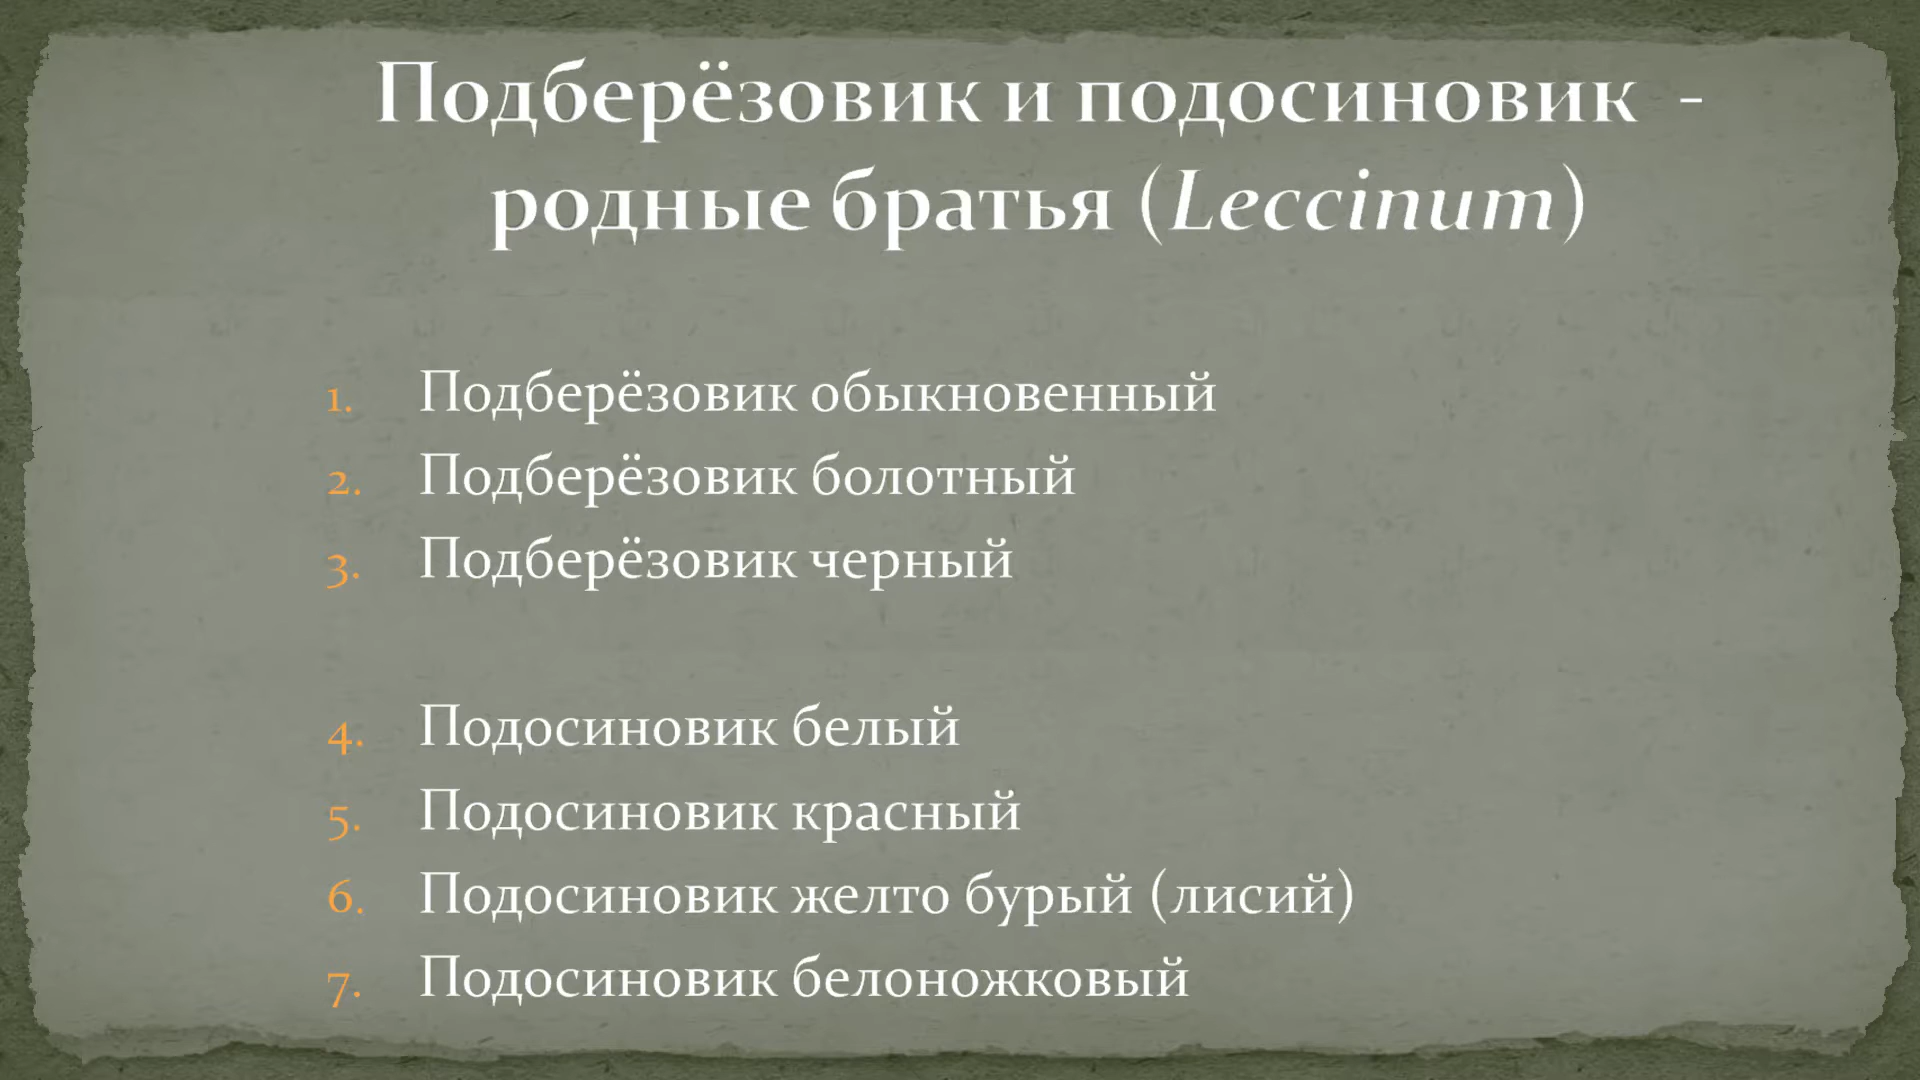 Подберёзовик и подосиновик -
родные братья (Leccinum)
1. Подберёзовик обыкновенный
2. Подберёзовик болотный
3. Подберёзовик черный
4. Подосиновик белый
5. Подосиновик красный
6. Подосиновик желто бурый (лисий)
7. Подосиновик белоножковый